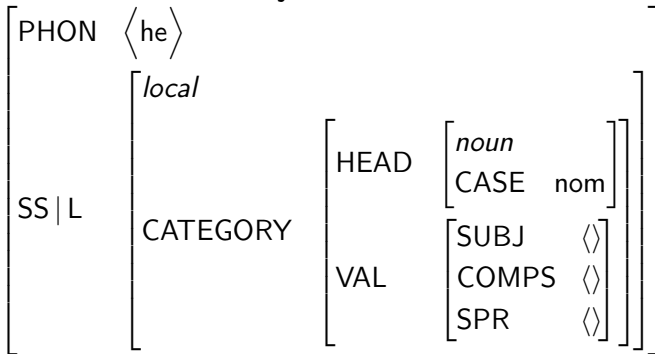 PHON ⟨he⟩
local
HEAD noun
CASE nom
SS | L CATEGORY
SUBJ ⟨⟩
VAL COMPS ⟨⟩
SPR ⟨⟩